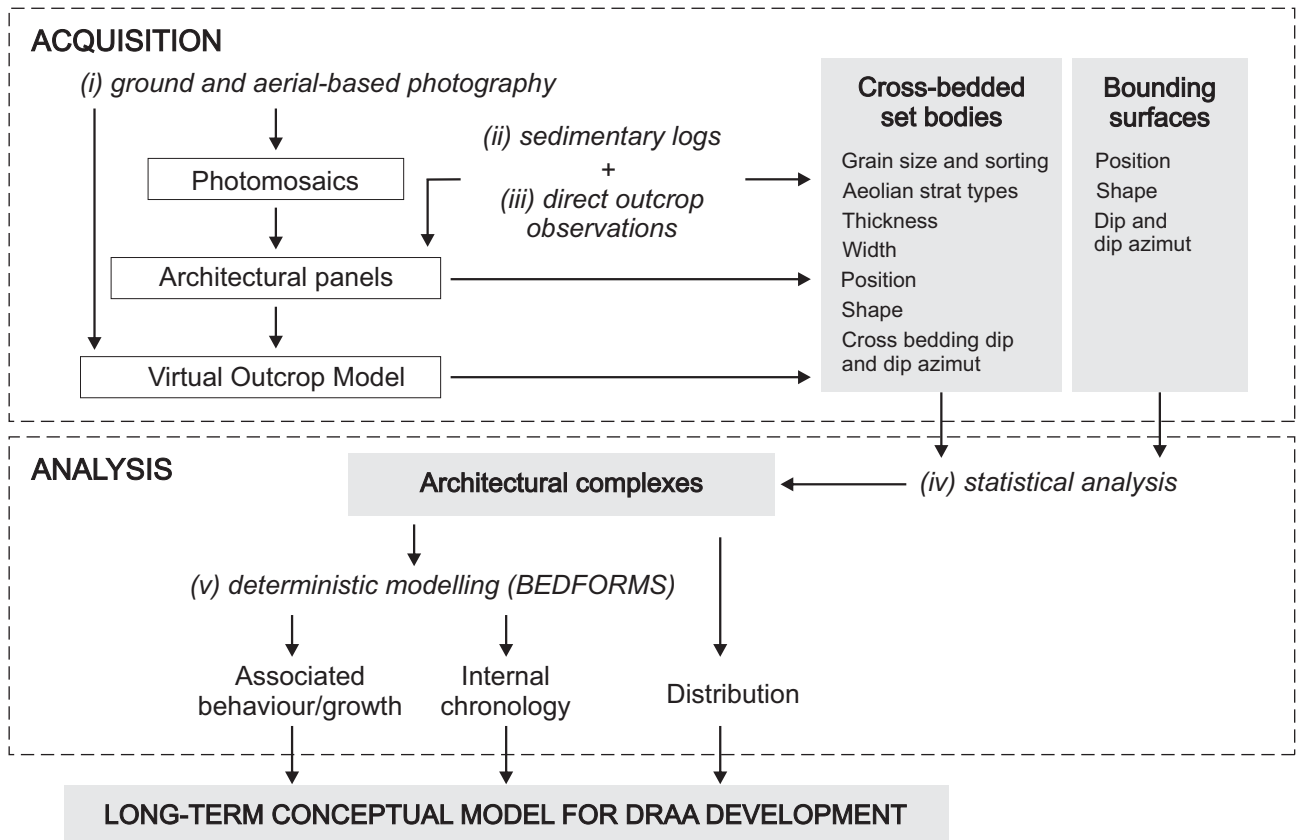 ACQUISITION
(i) ground and aerial-based photography
Photomosaics
Architectural panels
Virtual Outcrop Model
(ii) sedimentary logs
+
(iii) direct outcrop
observations
Cross-bedded
set bodies
Grain size and sorting
Aeolian strat types
Thickness
Width
Position
Shape
Cross bedding dip
and dip azimut
Bounding
surfaces
Position
Shape
Dip and
dip azimut
ANALYSIS
(iv) statistical analysis
Architectural complexes
(v) deterministic modelling (BEDFORMS)
Associated
behaviour/growth
Internal
chronology
Distribution
LONG-TERM CONCEPTUAL MODEL FOR DRAA DEVELOPMENT